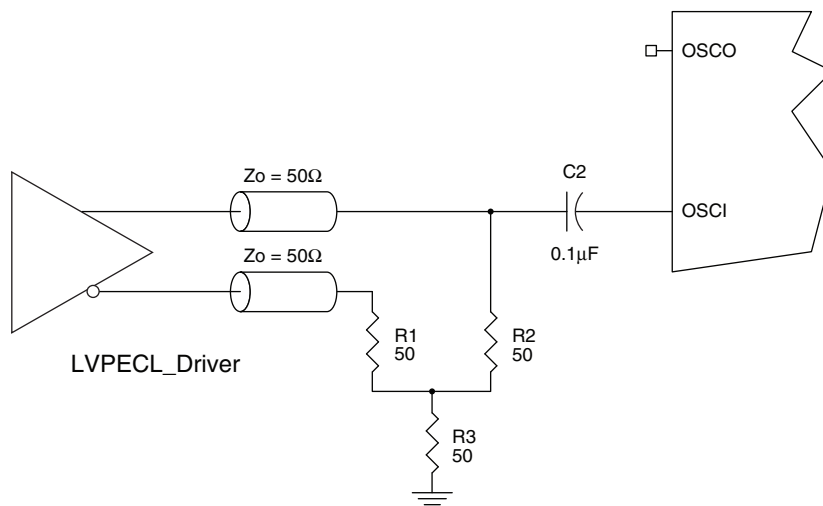 OSCO
Zo = 50Ω
C2
OSCI
0.1μF
Zo = 50Ω
R1
50
R2
50
LVPECL_Driver
R3
50